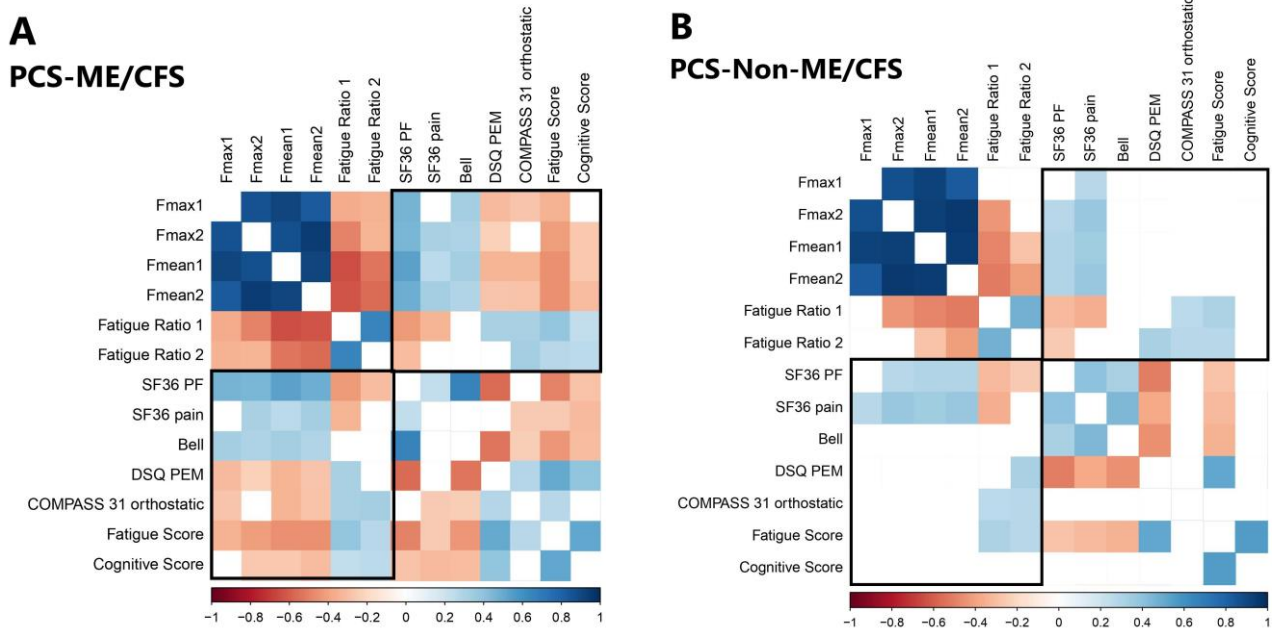 A
PCS-ME/CFS
Fmax1
Fmax2
Fmean1
Fmean2
Fatigue Ratio 1
Fatigue Ratio 2
SF36 PF
SF36 pain
Bell
DSQ PEM
COMPASS 31 orthostatic
Fatigue Score
Cognitive Score
Fmax1
Fmax2
Fmean1
Fmean2
Fatigue Ratio 1
Fatigue Ratio 2
SF36 PF
SF36 pain
Bell
DSQ PEM
COMPASS 31 orthostatic
Fatigue Score
Cognitive Score
−1 −0.8 −0.6 −0.4 −0.2 0 0.2 0.4 0.6 0.8 1
B
PCS-Non-ME/CFS
Fmax1
Fmax2
Fmean1
Fmean2
Fatigue Ratio 1
Fatigue Ratio 2
SF36 PF
SF36 pain
Bell
DSQ PEM
COMPASS 31 orthostatic
Fatigue Score
Cognitive Score
Fmax1
Fmax2
Fmean1
Fmean2
Fatigue Ratio 1
Fatigue Ratio 2
SF36 PF
SF36 pain
Bell
DSQ PEM
COMPASS 31 orthostatic
Fatigue Score
Cognitive Score
−1 −0.8 −0.6 −0.4 −0.2 0 0.2 0.4 0.6 0.8 1